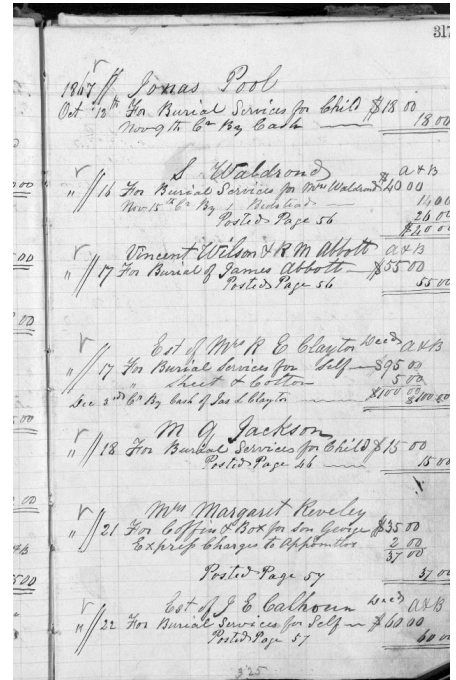 317
1867 // Jonas Pool
Oct 12th For Burial Services for Child $18 00
Nov 9th Cr By Cash — 18 00
S Waldrond A & B
" // 16 For Burial Services for Mrs Waldrond $40 00
Nov 15th Cr By 1 Bedstead 14 00
Posted Page 56 26 00
$40 00
Vincent Wilson & R M Abbott A & B
" // 17 For Burial of James Abbott — $55 00
Posted Page 56 55 00
Est of Mrs R E Clayton Decd A & B
" // 17 For Burial Services for Self — $95 00
" Sheet & Cotton 5 00
Dec 3rd Cr By Cash of Jas L Clayton — $100 00 $100 00
M G Jackson
" // 18 For Burial Services for Child $15 00
Posted Page 46 — 15 00
Mrs Margaret Reveley
" // 21 For Coffin & Box for Son George $35 00
Express Charges to Appomattox 2 00
37 00
Posted Page 57 37 00
Est of J E Calhoun Decd A & B
" // 22 For Burial Services for Self — $60 00
Posted Page 57 60 00
325